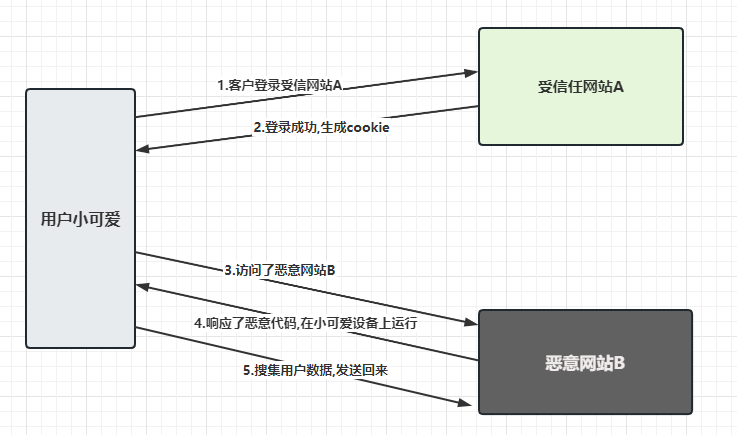 1.客户登录受信网站A
受信任网站A
2.登录成功,生成cookie
用户小可爱
3.访问了恶意网站B
4.响应了恶意代码,在小可爱设备上运行
恶意网站B
5.搜集用户数据,发送回来